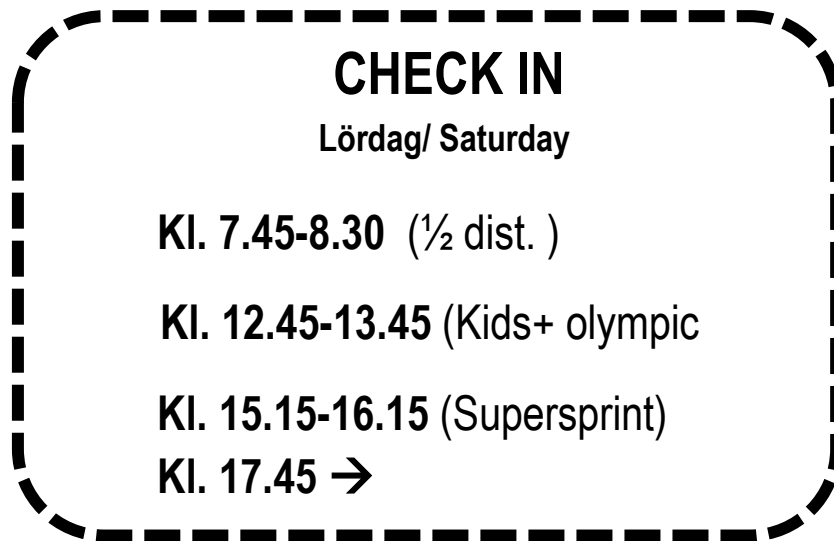 CHECK IN
Lördag/ Saturday
Kl. 7.45-8.30 (½ dist. )
Kl. 12.45-13.45 (Kids+ olympic
Kl. 15.15-16.15 (Supersprint)
Kl. 17.45 →